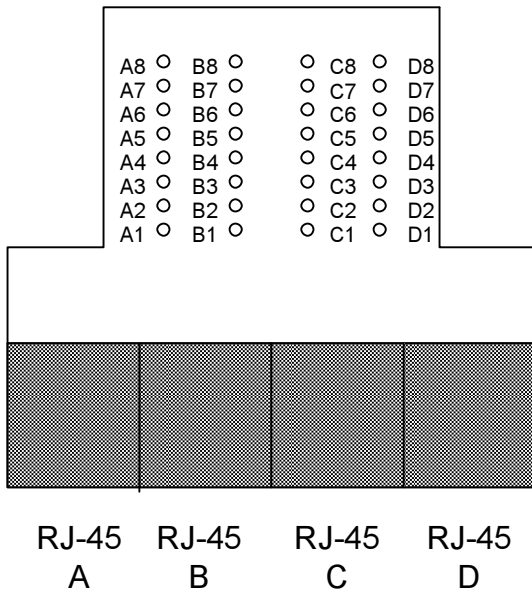 A8 B8 C8 D8
A7 B7 C7 D7
A6 B6 C6 D6
A5 B5 C5 D5
A4 B4 C4 D4
A3 B3 C3 D3
A2 B2 C2 D2
A1 B1 C1 D1
RJ-45 RJ-45 RJ-45 RJ-45
A B C D